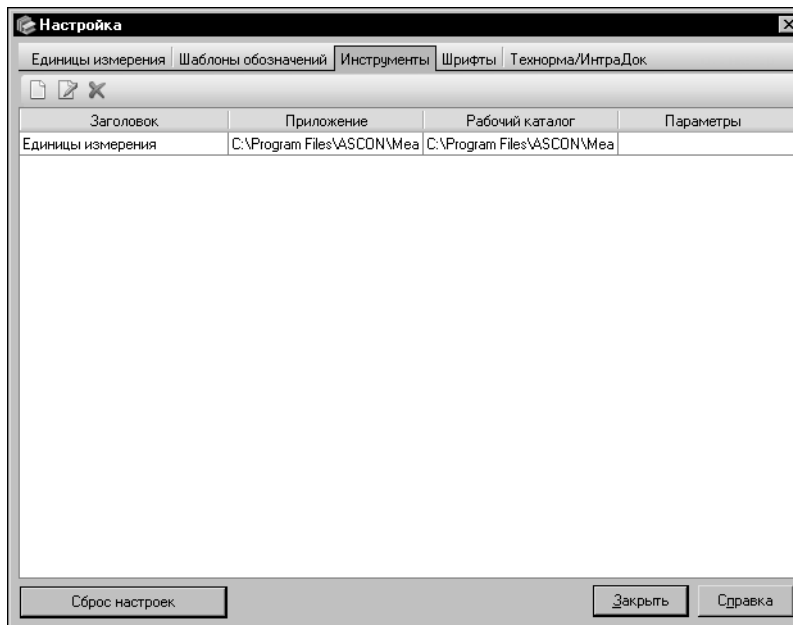 Настройка
Единицы измерения Шаблоны обозначений Инструменты Шрифты Технорма/ИнтраДок
Заголовок Приложение Рабочий каталог Параметры
Единицы измерения C:\Program Files\ASCON\Mea C:\Program Files\ASCON\Mea
Сброс настроек Закрыть Справка